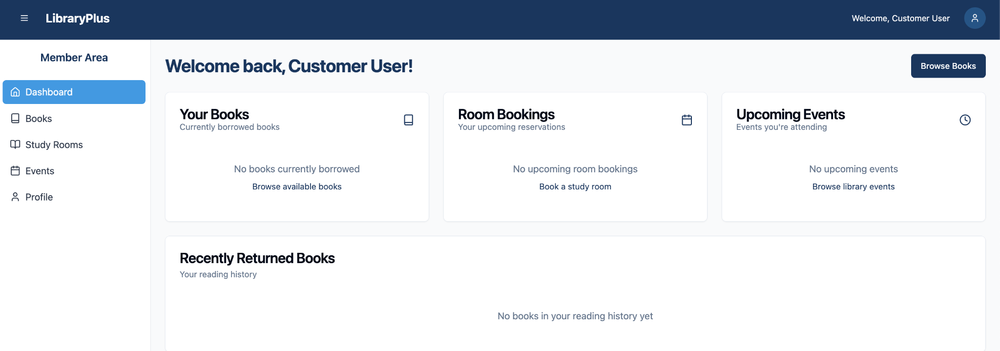 LibraryPlus
Welcome, Customer User
Member Area
Dashboard
Books
Study Rooms
Events
Profile
Welcome back, Customer User!
Browse Books
Your Books
Currently borrowed books
No books currently borrowed
Browse available books
Room Bookings
Your upcoming reservations
No upcoming room bookings
Book a study room
Upcoming Events
Events you're attending
No upcoming events
Browse library events
Recently Returned Books
Your reading history
No books in your reading history yet